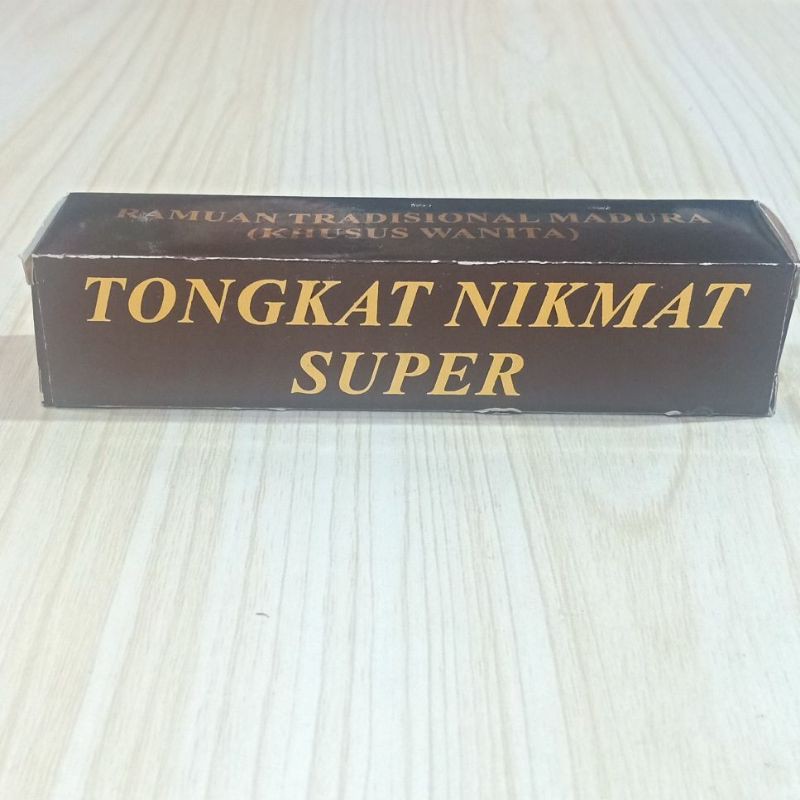 RAMUAN TRADISIONAL MADURA
(KHUSUS WANITA)
TONGKAT NIKMAT
SUPER